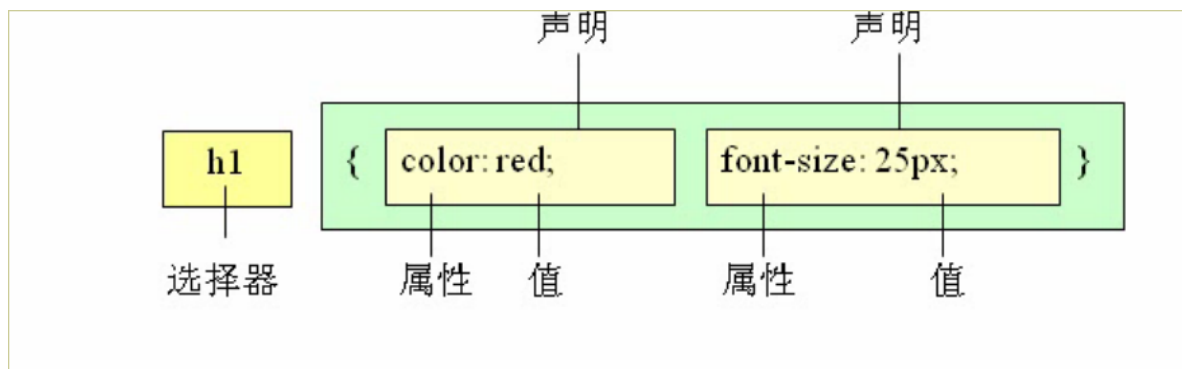 声明 声明
h1 { color: red; font-size: 25px; }
选择器 属性 值 属性 值